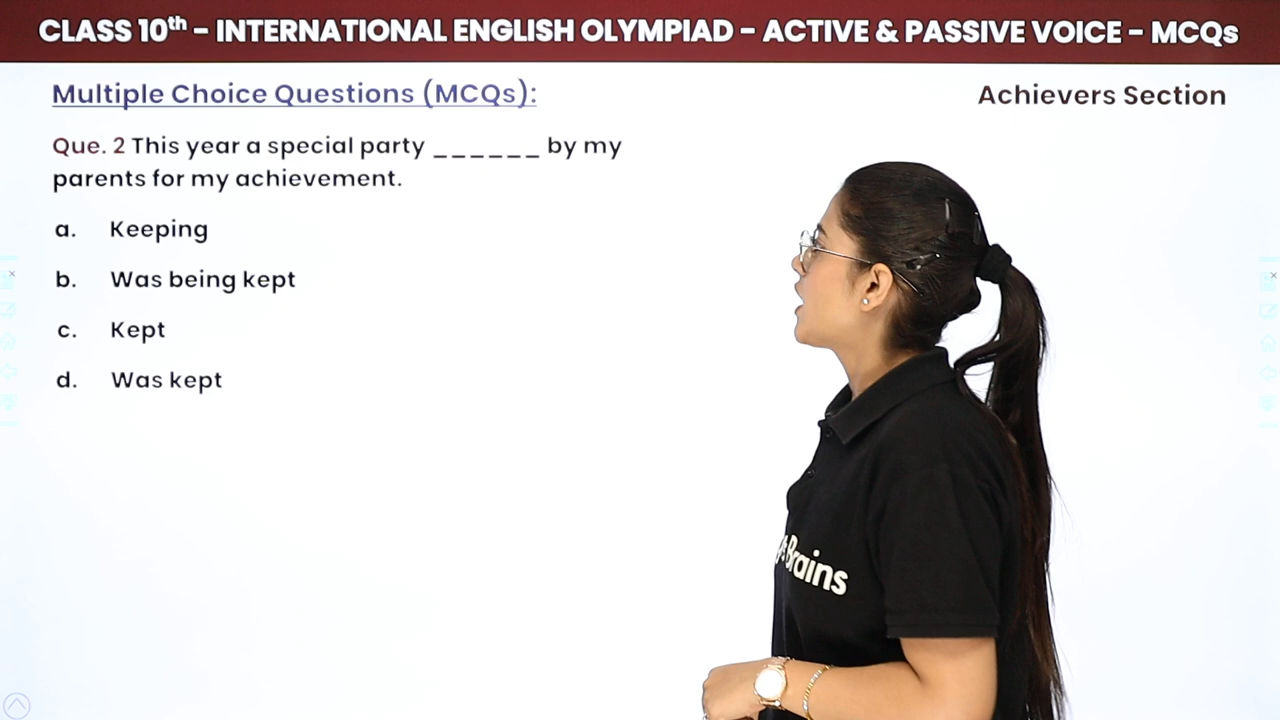 CLASS 10th – INTERNATIONAL ENGLISH OLYMPIAD – ACTIVE & PASSIVE VOICE – MCQs
Multiple Choice Questions (MCQs):
Achievers Section
Que. 2 This year a special party ______ by my
parents for my achievement.
a. Keeping
b. Was being kept
c. Kept
d. Was kept
Brains